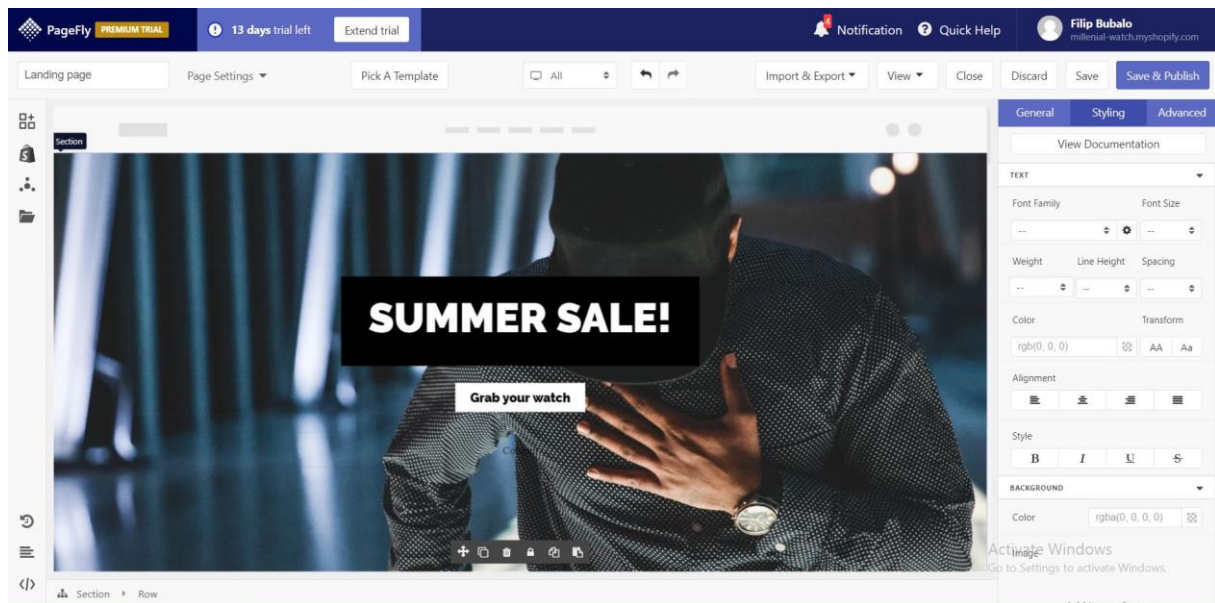 PageFly PREMIUM TRIAL 13 days trial left Extend trial 4 Notification Quick Help Filip Bubalo
millenial-watch.myshopify.com
Landing page Page Settings Pick A Template All Import & Export View Close Discard Save Save & Publish
General Styling Advanced
Section
View Documentation
TEXT
Font Family Font Size
-- --
Weight Line Height Spacing
-- -- --
Color Transform
rgb(0, 0, 0) AA Aa
Alignment
Style
B I U S
BACKGROUND
Color rgba(0, 0, 0, 0)
Image
SUMMER SALE!
Grab your watch
Activate Windows
Go to Settings to activate Windows.
Section Row